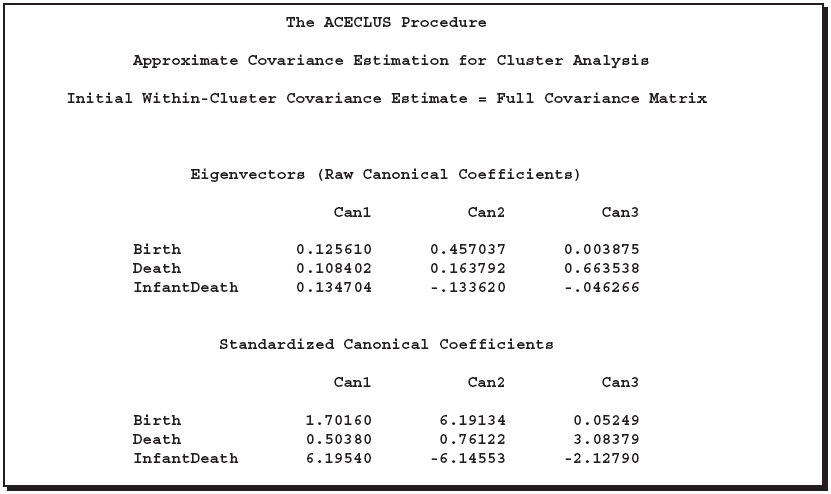 The ACECLUS Procedure
Approximate Covariance Estimation for Cluster Analysis
Initial Within-Cluster Covariance Estimate = Full Covariance Matrix
Eigenvectors (Raw Canonical Coefficients)
Can1 Can2 Can3
Birth 0.125610 0.457037 0.003875
Death 0.108402 0.163792 0.663538
InfantDeath 0.134704 -.133620 -.046266
Standardized Canonical Coefficients
Can1 Can2 Can3
Birth 1.70160 6.19134 0.05249
Death 0.50380 0.76122 3.08379
InfantDeath 6.19540 -6.14553 -2.12790